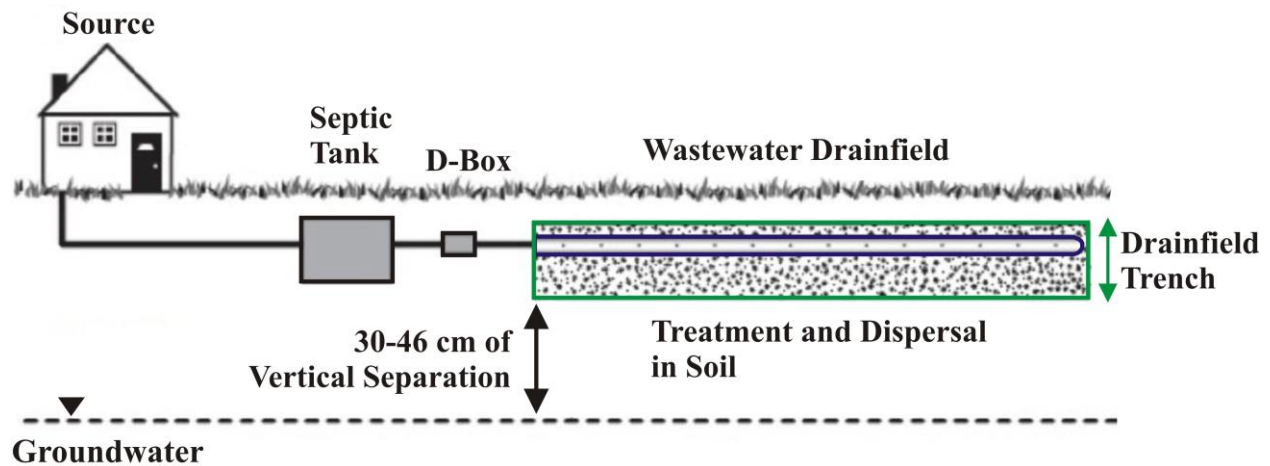 Source
Septic
Tank
D-Box
Wastewater Drainfield
Drainfield
Trench
30-46 cm of
Vertical Separation
Treatment and Dispersal
in Soil
Groundwater